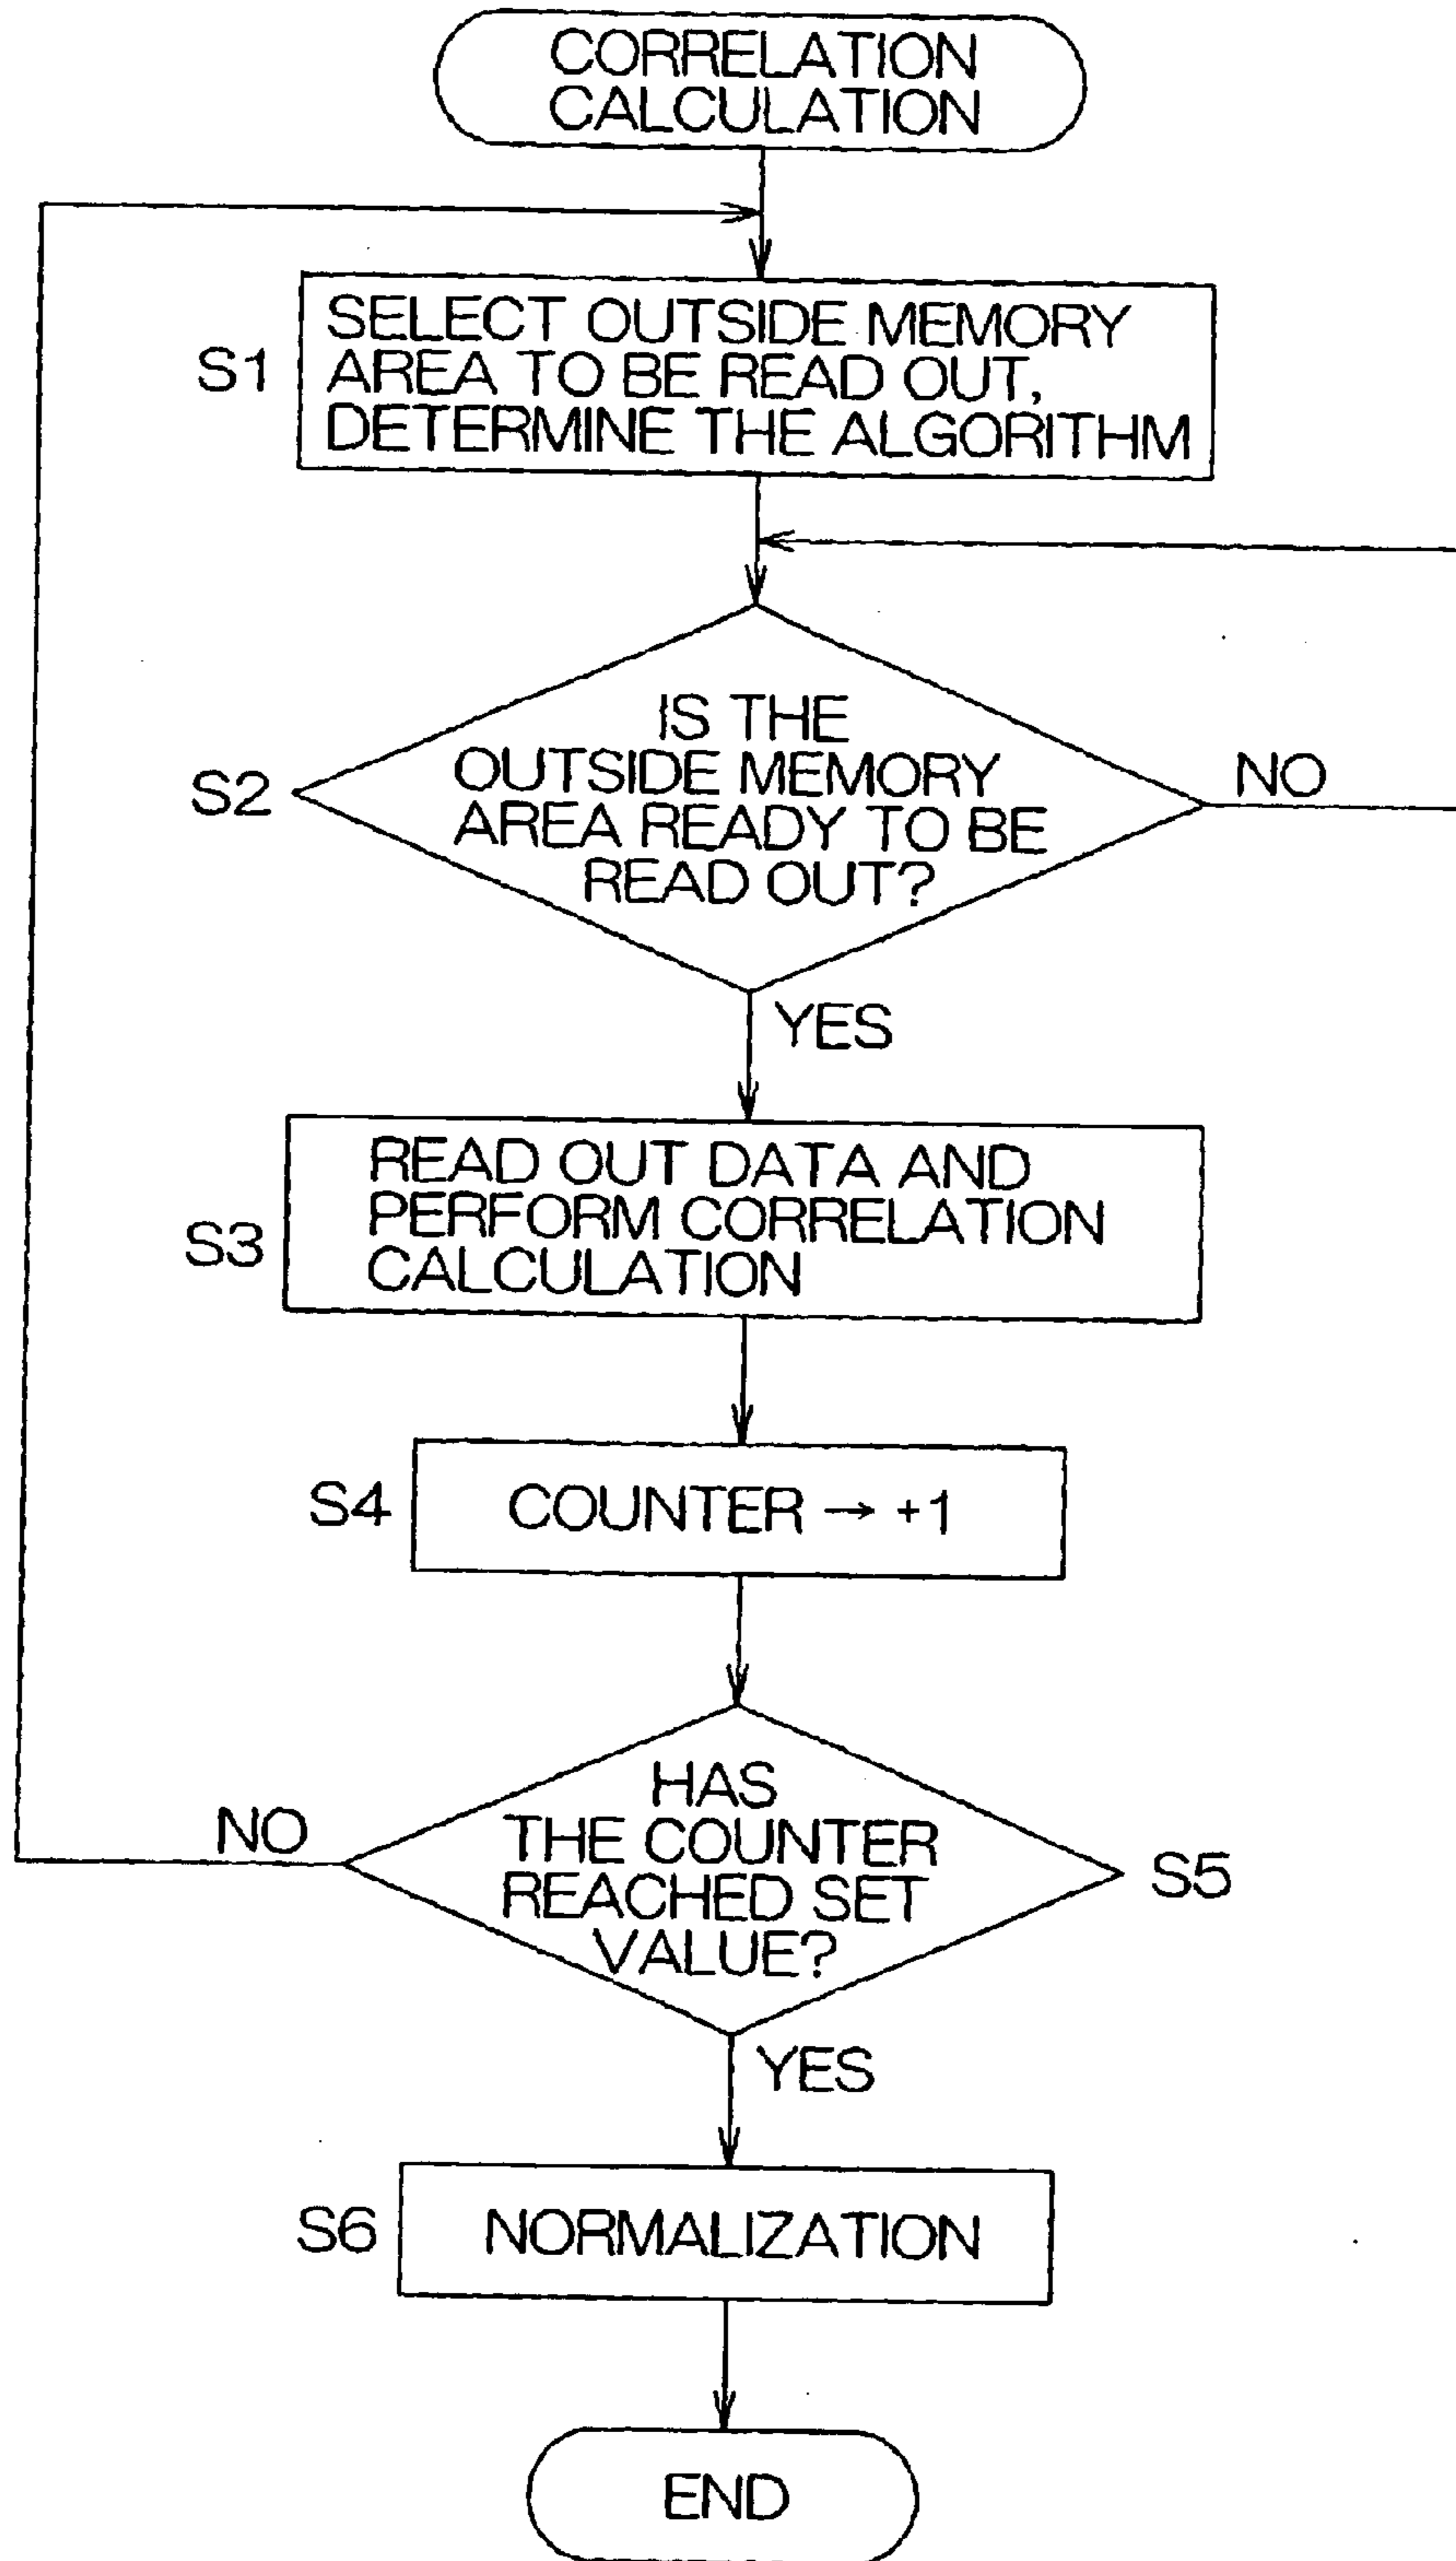 CORRELATION
CALCULATION
S1
SELECT OUTSIDE MEMORY
AREA TO BE READ OUT,
DETERMINE THE ALGORITHM
S2
IS THE
OUTSIDE MEMORY
AREA READY TO BE
READ OUT?
NO
YES
S3
READ OUT DATA AND
PERFORM CORRELATION
CALCULATION
S4
COUNTER → +1
NO
HAS
THE COUNTER
REACHED SET
VALUE?
S5
YES
S6
NORMALIZATION
END